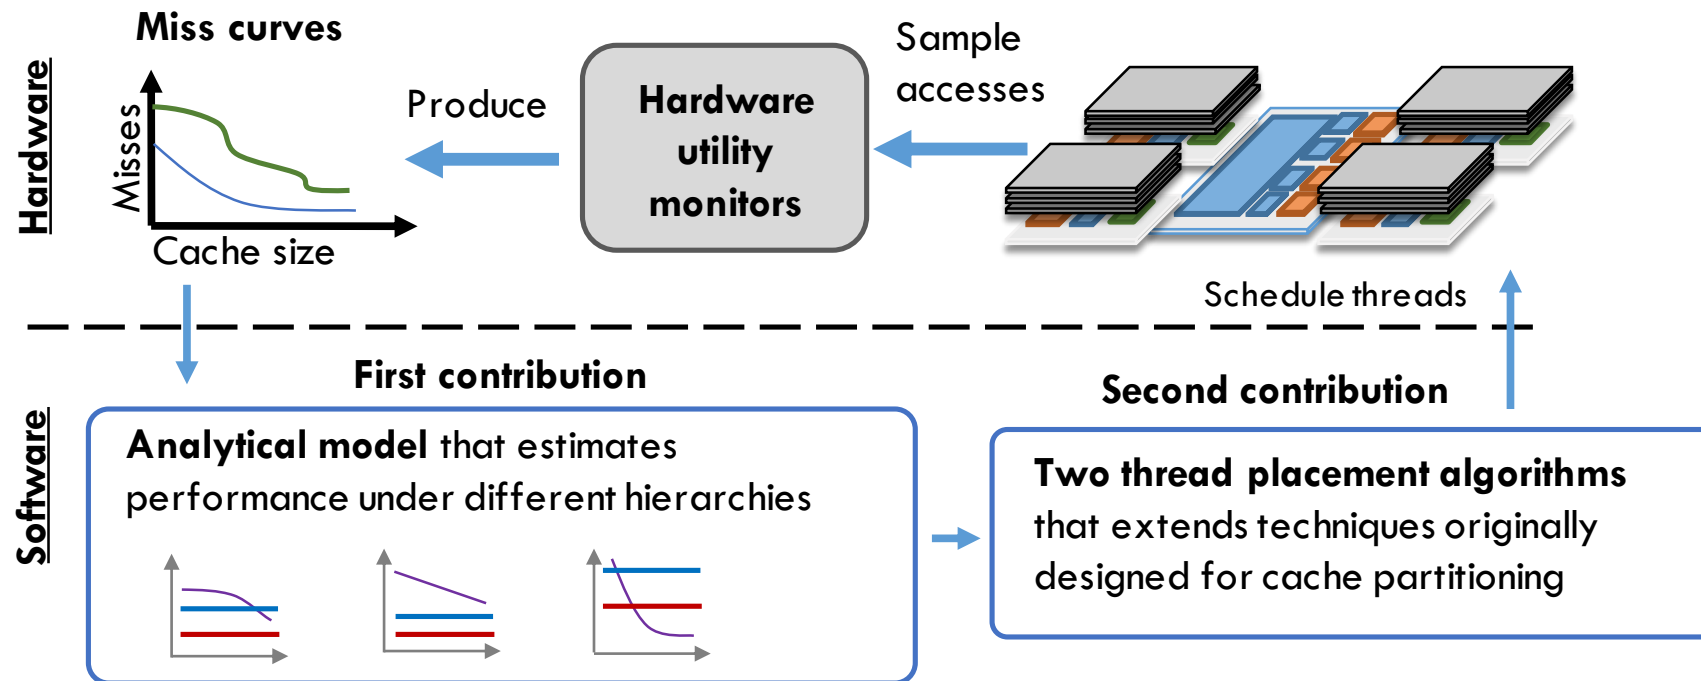 Miss curves
Hardware
Misses
Cache size
Produce
Hardware
utility
monitors
Sample
accesses
Schedule threads
Software
First contribution
Analytical model that estimates
performance under different hierarchies
Second contribution
Two thread placement algorithms
that extends techniques originally
designed for cache partitioning